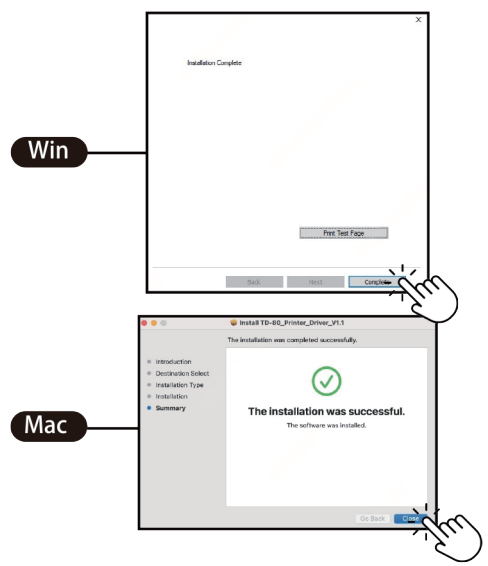 X
Installation Complete
Win
Print Test Page
Back
Next
Complete
Install TD-80_Printer_Driver_V1.1
The installation was completed successfully.
Introduction
Destination Select
Installation Type
Installation
Summary
The installation was successful.
The software was installed.
Mac
Go Back
Close